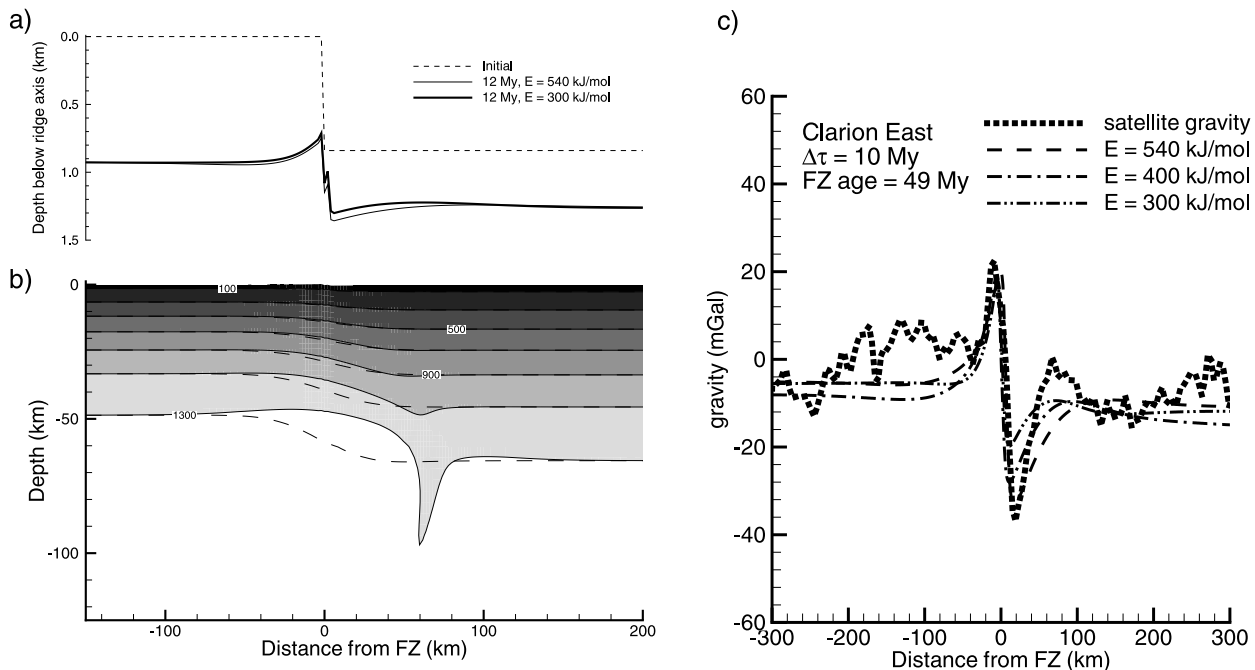 a)
0.0
0.5
1.0
1.5
Depth below ridge axis (km)
Initial
12 My, E = 540 kJ/mol
12 My, E = 300 kJ/mol
b)
0
-50
-100
Depth (km)
100
500
900
1300
-100
0
100
200
Distance from FZ (km)
c)
60
40
20
0
-20
-40
-60
gravity (mGal)
Clarion East
Δτ = 10 My
FZ age = 49 My
satellite gravity
E = 540 kJ/mol
E = 400 kJ/mol
E = 300 kJ/mol
-300
-200
-100
0
100
200
300
Distance from FZ (km)